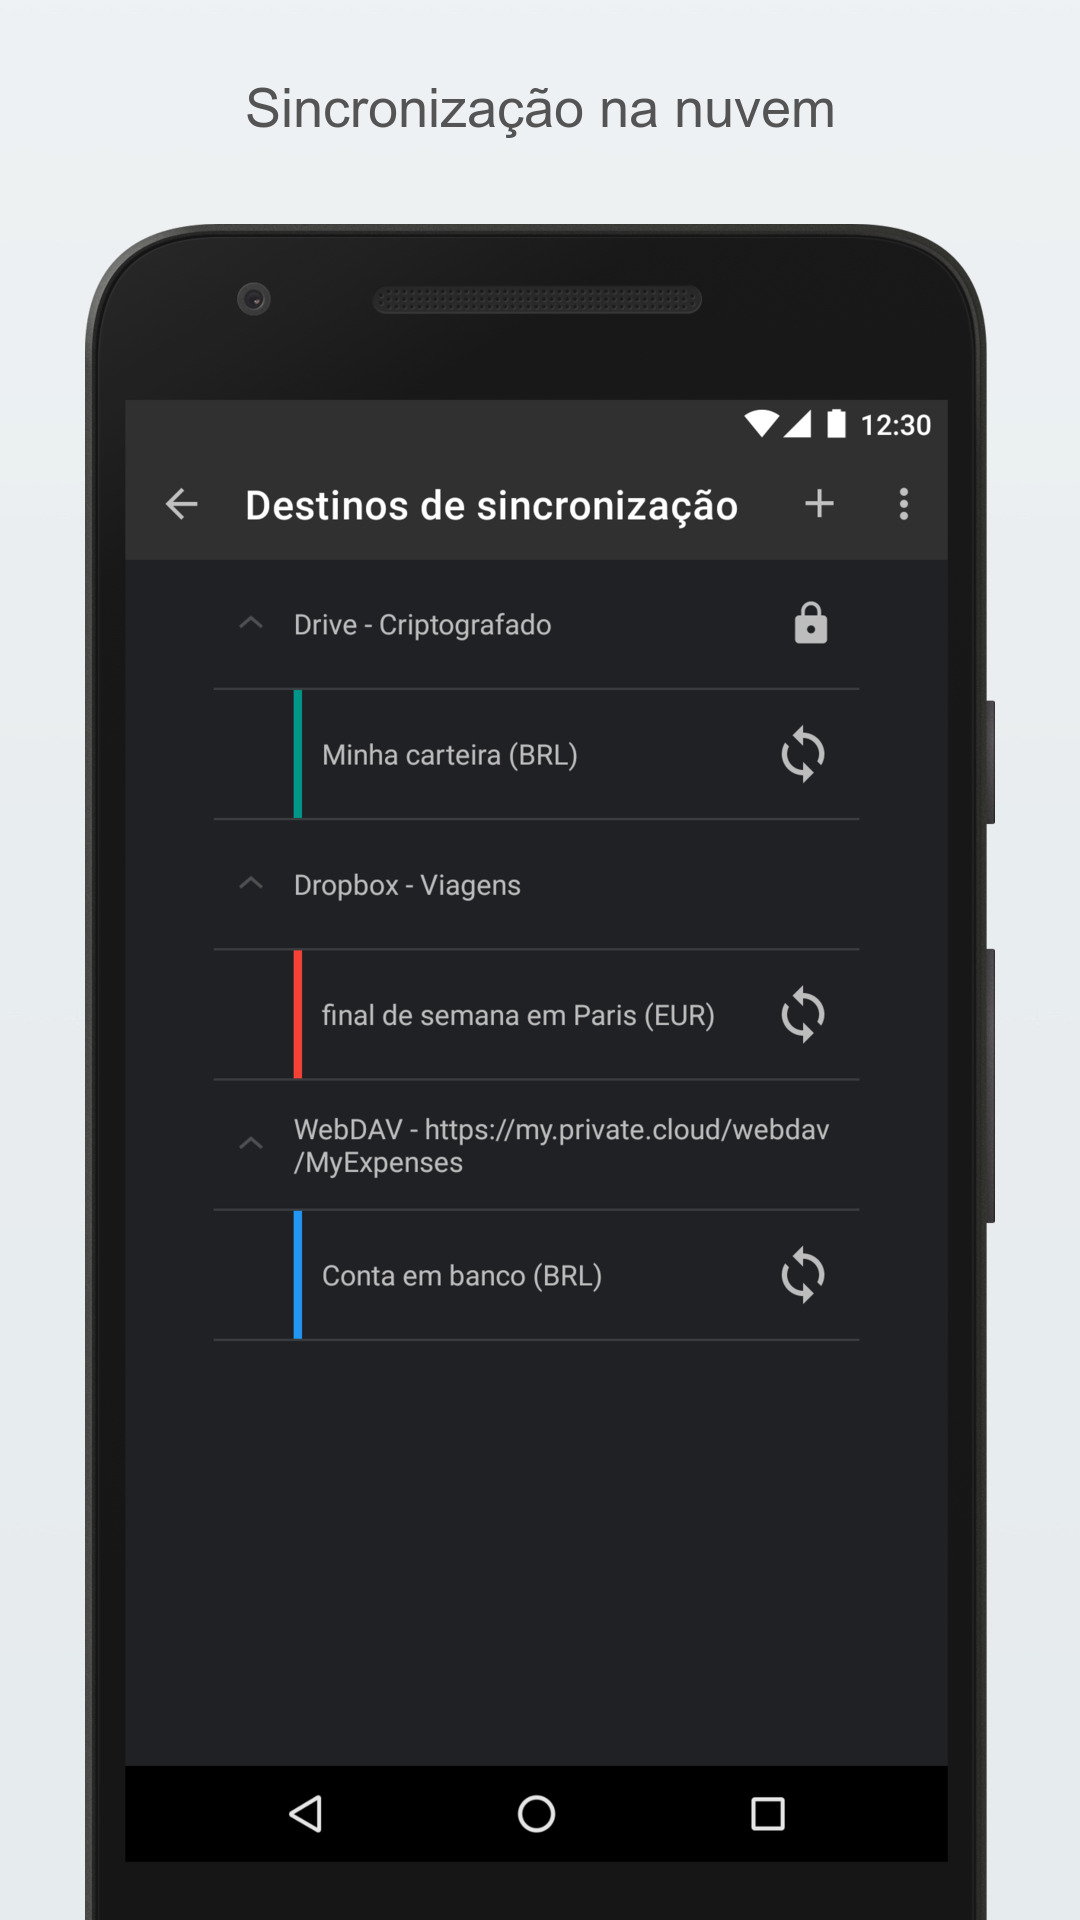 Sincronização na nuvem
12:30
Destinos de sincronização
Drive - Criptografado
Minha carteira (BRL)
Dropbox - Viagens
final de semana em Paris (EUR)
WebDAV - https://my.private.cloud/webdav
/MyExpenses
Conta em banco (BRL)